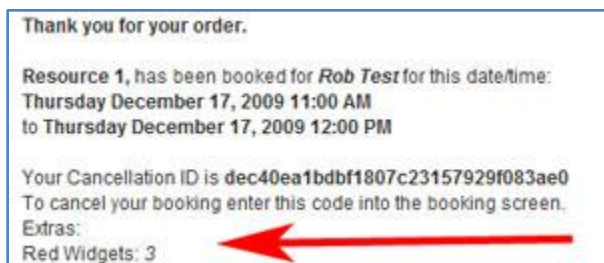 Thank you for your order.
Resource 1, has been booked for Rob Test for this date/time:
Thursday December 17, 2009 11:00 AM
to Thursday December 17, 2009 12:00 PM
Your Cancellation ID is dec40ea1bdbf1807c23157929f083ae0
To cancel your booking enter this code into the booking screen.
Extras:
Red Widgets: 3